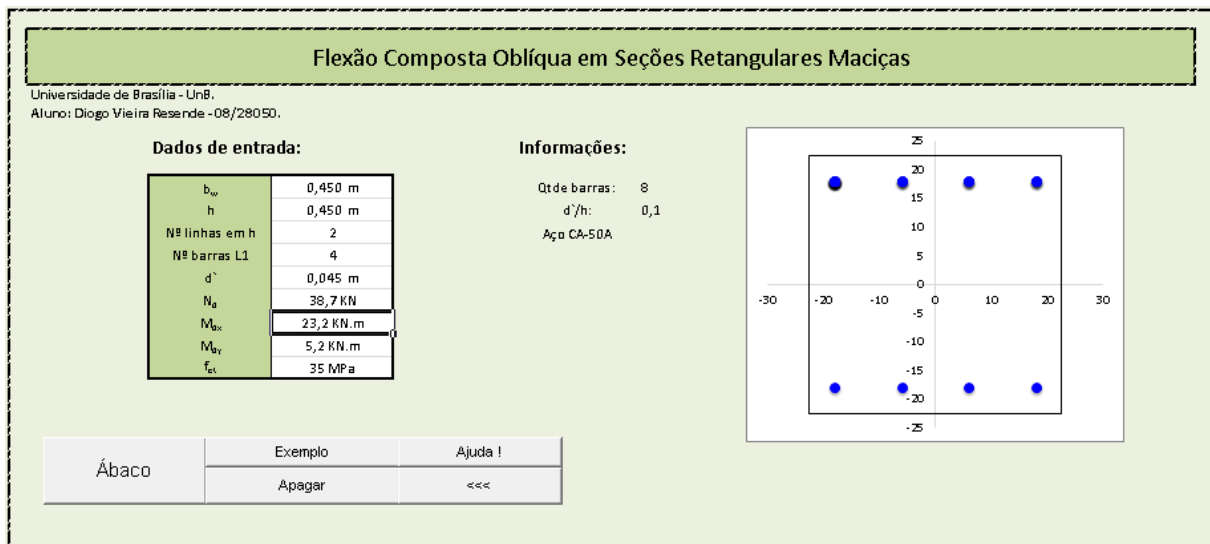 Flexão Composta Oblíqua em Seções Retangulares Maciças
Universidade de Brasília - UnB.
Aluno: Diogo Vieira Resende - 08/28050.
Dados de entrada:
bw 0,450 m
h 0,450 m
Nº linhas em h 2
Nº barras L1 4
d` 0,045 m
Nd 38,7 KN
Mdx 23,2 KN.m
Mdy 5,2 KN.m
fck 35 MPa
Informações:
Qtde barras: 8
d`/h: 0,1
Aço CA-50A
25
20
15
10
5
0
-5
-10
-15
-20
-25
-30 -20 -10 0 10 20 30
Ábaco
Exemplo
Ajuda !
Apagar
<<<